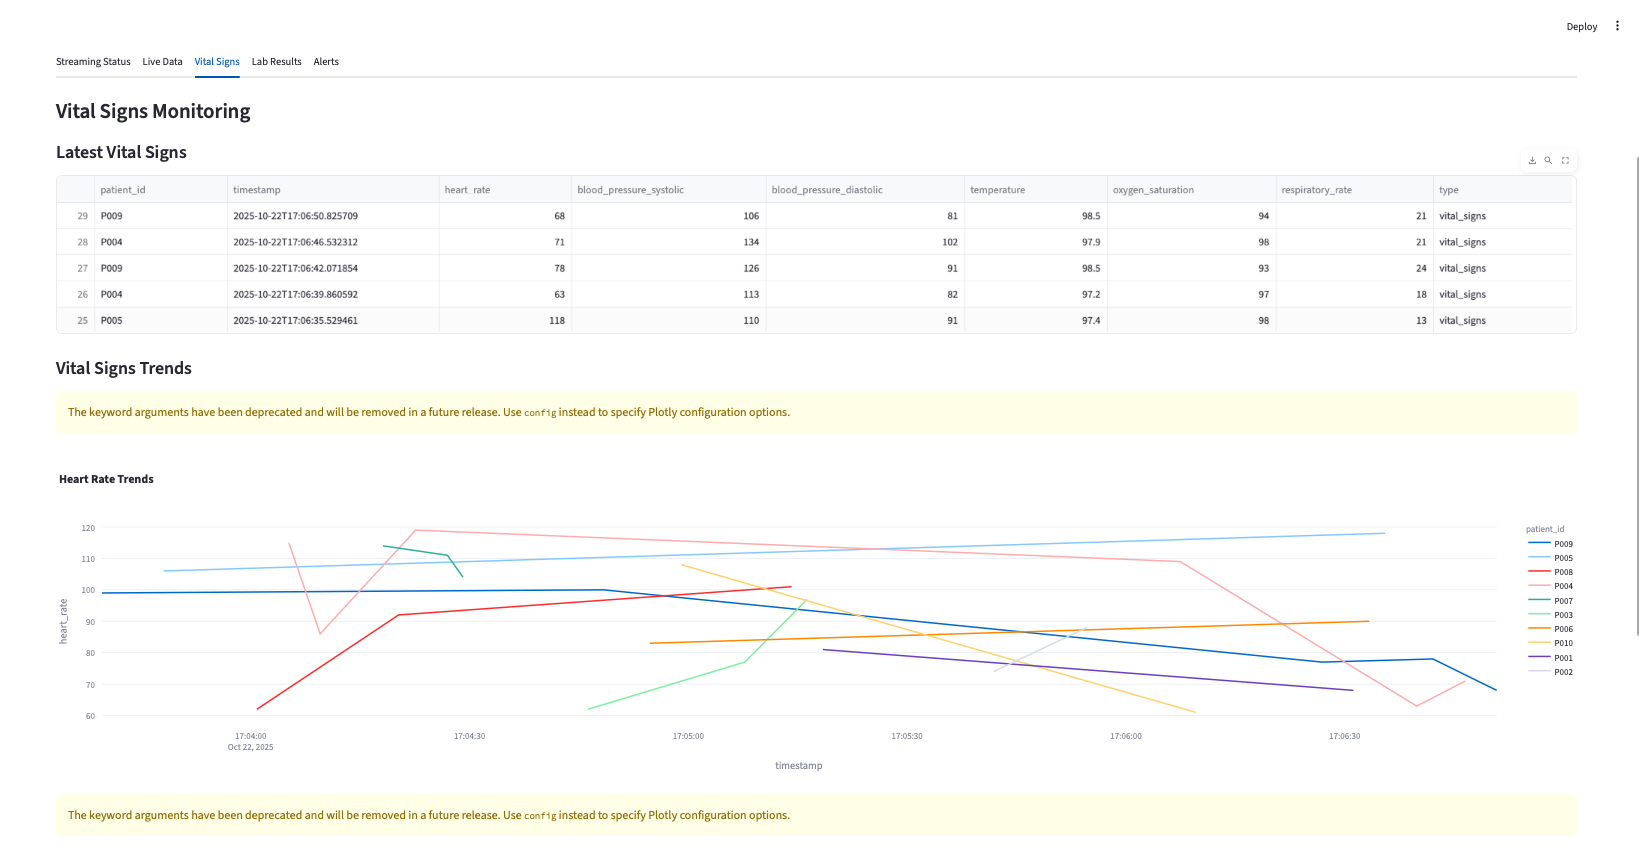 Deploy
Streaming Status Live Data Vital Signs Lab Results Alerts
Vital Signs Monitoring
Latest Vital Signs
patient_id timestamp heart_rate blood_pressure_systolic blood_pressure_diastolic temperature oxygen_saturation respiratory_rate type
29 P009 2025-10-22T17:06:50.825709 68 106 81 98.5 94 21 vital_signs
28 P004 2025-10-22T17:06:46.532312 71 134 102 97.9 98 21 vital_signs
27 P009 2025-10-22T17:06:42.071854 78 126 91 98.5 93 24 vital_signs
26 P004 2025-10-22T17:06:39.860592 63 113 82 97.2 97 18 vital_signs
25 P005 2025-10-22T17:06:35.529461 118 110 91 97.4 98 13 vital_signs
Vital Signs Trends
The keyword arguments have been deprecated and will be removed in a future release. Use config instead to specify Plotly configuration options.
Heart Rate Trends
120
110
100
90
80
70
60
heart_rate
17:04:00 17:04:30 17:05:00 17:05:30 17:06:00 17:06:30
Oct 22, 2025
timestamp
patient_id
P009
P005
P008
P004
P007
P003
P006
P010
P001
P002
The keyword arguments have been deprecated and will be removed in a future release. Use config instead to specify Plotly configuration options.